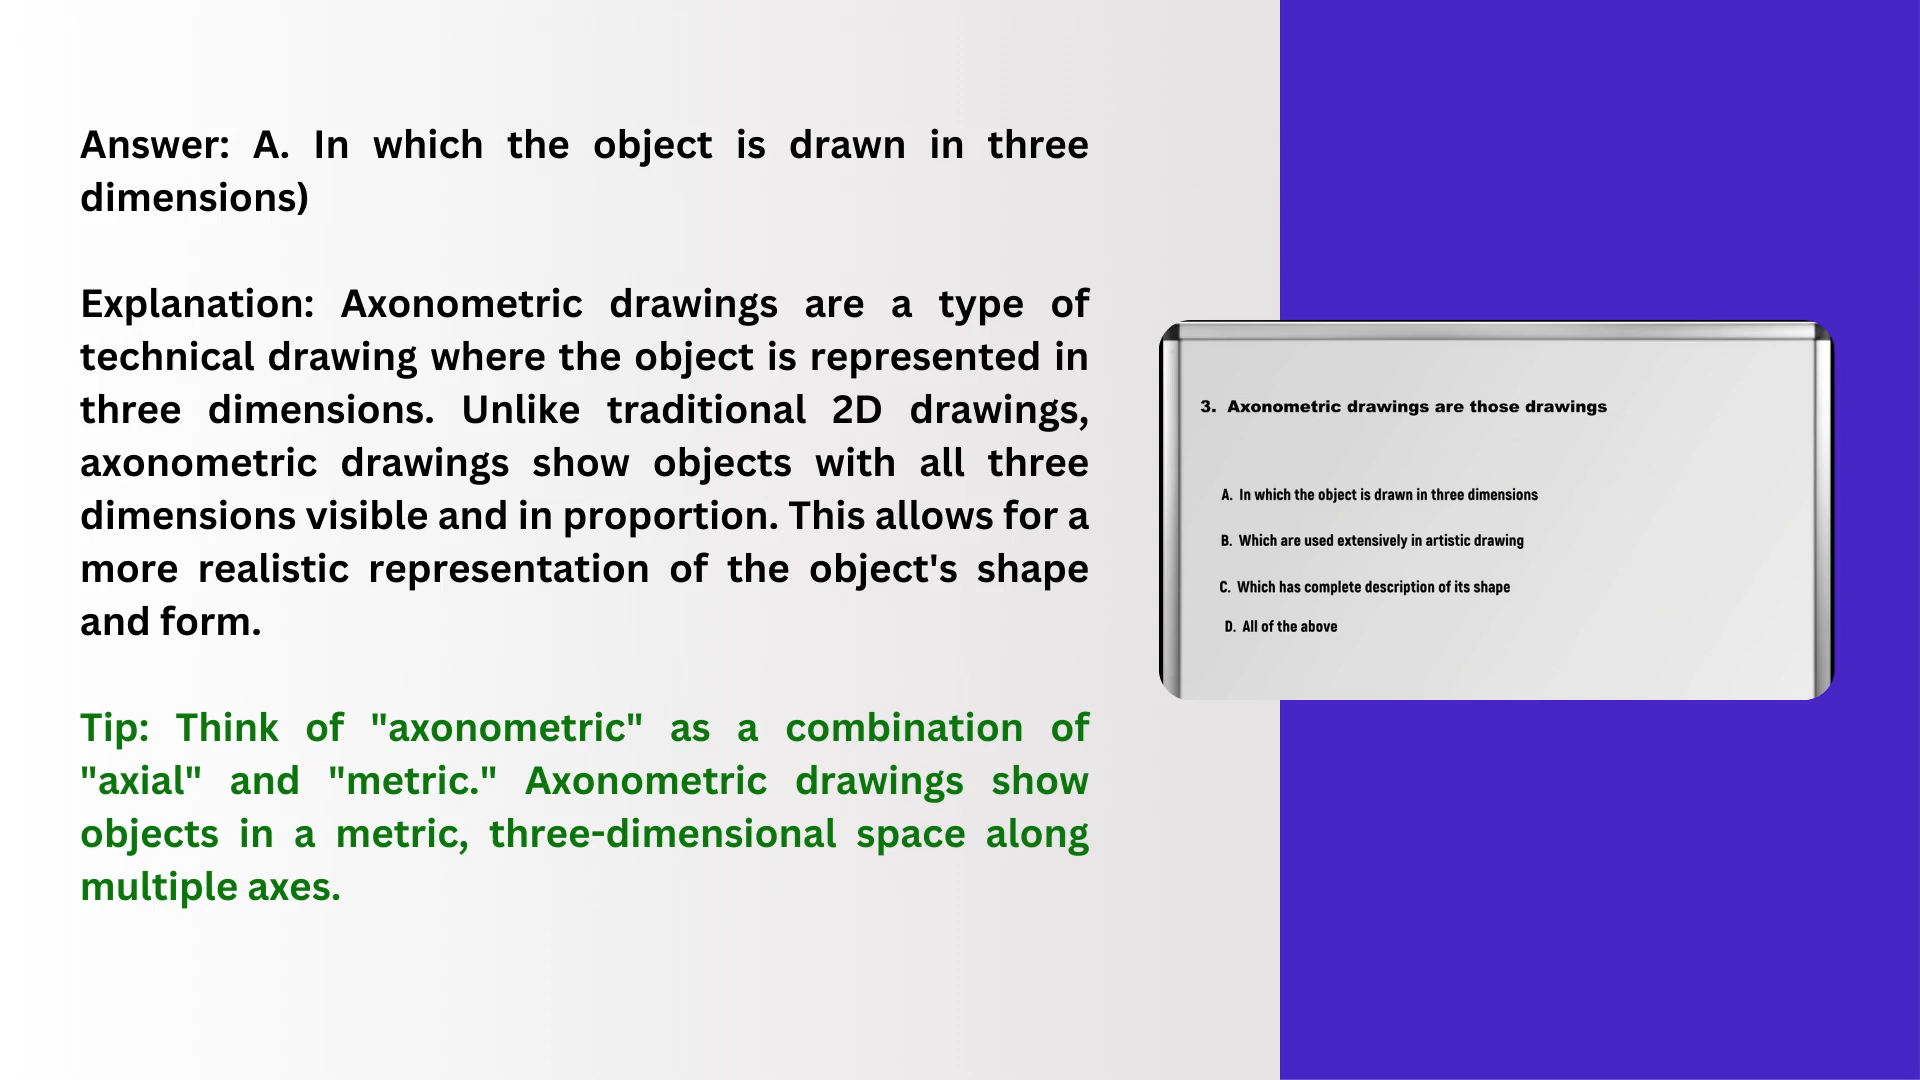 Answer: A. In which the object is drawn in three
dimensions)
Explanation: Axonometric drawings are a type of
technical drawing where the object is represented in
three dimensions. Unlike traditional 2D drawings,
axonometric drawings show objects with all three
dimensions visible and in proportion. This allows for a
more realistic representation of the object's shape
and form.
Tip: Think of "axonometric" as a combination of
"axial" and "metric." Axonometric drawings show
objects in a metric, three-dimensional space along
multiple axes.
3. Axonometric drawings are those drawings
A. In which the object is drawn in three dimensions
B. Which are used extensively in artistic drawing
C. Which has complete description of its shape
D. All of the above